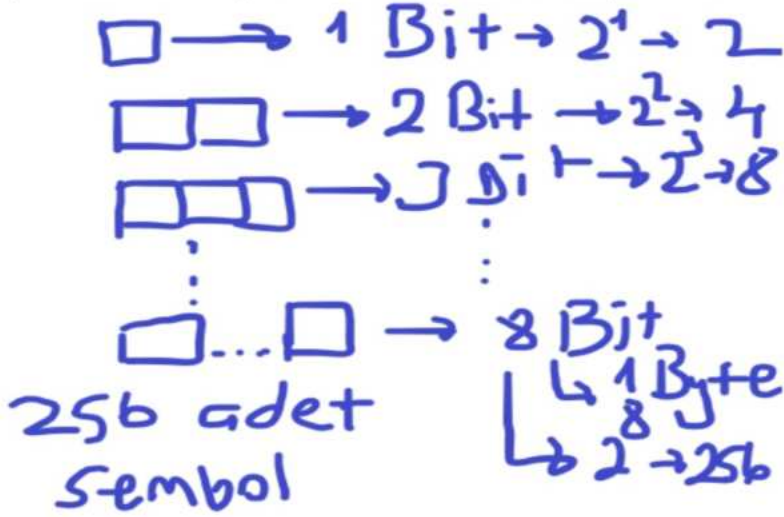 1 Bit → 2¹ → 2
2 Bit → 2² → 4
3 Bit → 2³ → 8
8 Bit
↳ 1 Byte
256 adet
↳ 2⁸ → 256
sembol